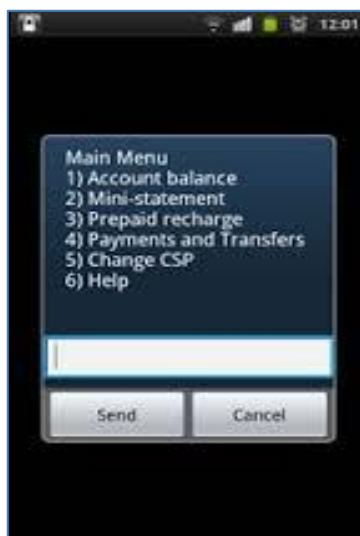 12:01
Main Menu
1) Account balance
2) Mini-statement
3) Prepaid recharge
4) Payments and Transfers
5) Change CSP
6) Help
Send
Cancel